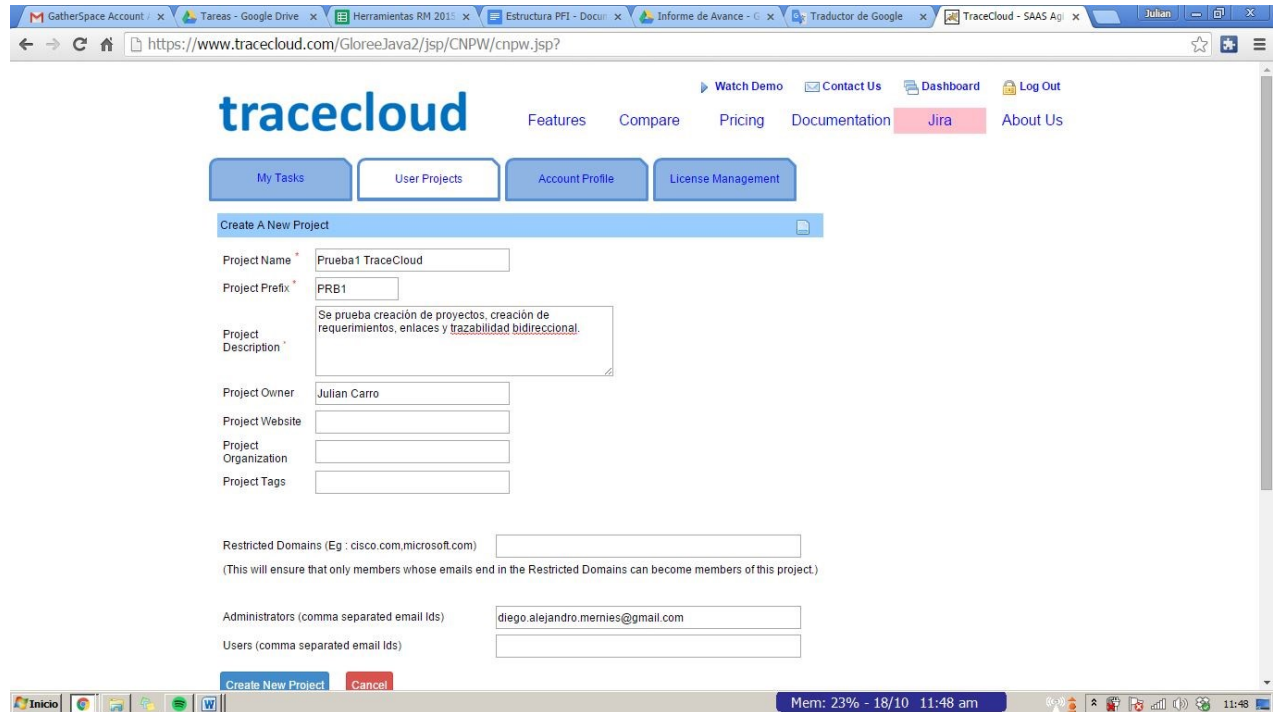 GatherSpace Account
Tareas - Google Drive
Herramientas RM 2015
Estructura PFI - Docum
Informe de Avance - G
Traductor de Google
TraceCloud - SAAS Agi
Julian
https://www.tracecloud.com/GloreeJava2/jsp/CNPW/cnpw.jsp?
Watch Demo Contact Us Dashboard Log Out
tracecloud
Features Compare Pricing Documentation Jira About Us
My Tasks User Projects Account Profile License Management
Create A New Project
Project Name * Prueba1 TraceCloud
Project Prefix * PRB1
Project Description *
Se prueba creación de proyectos, creación de
requerimientos, enlaces y trazabilidad bidireccional.
Project Owner Julian Carro
Project Website
Project
Organization
Project Tags
Restricted Domains (Eg : cisco.com,microsoft.com)
(This will ensure that only members whose emails end in the Restricted Domains can become members of this project.)
Administrators (comma separated email Ids) diego.alejandro.mernies@gmail.com
Users (comma separated email Ids)
Create New Project Cancel
Inicio
Mem: 23% - 18/10 11:48 am
11:48